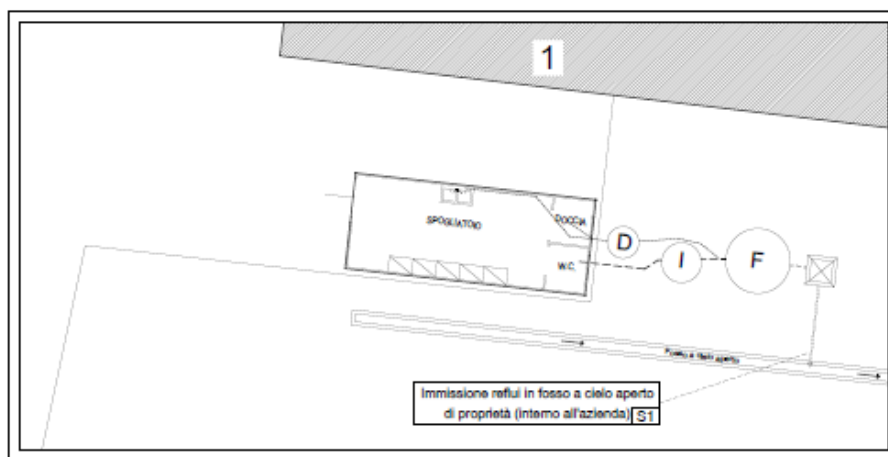 1
SPOGLIATOIO
DOCCIA
W.C.
D
I
F
Fosso a cielo aperto
Immissione reflui in fosso a cielo aperto
di proprietà (interno all'azienda) S1